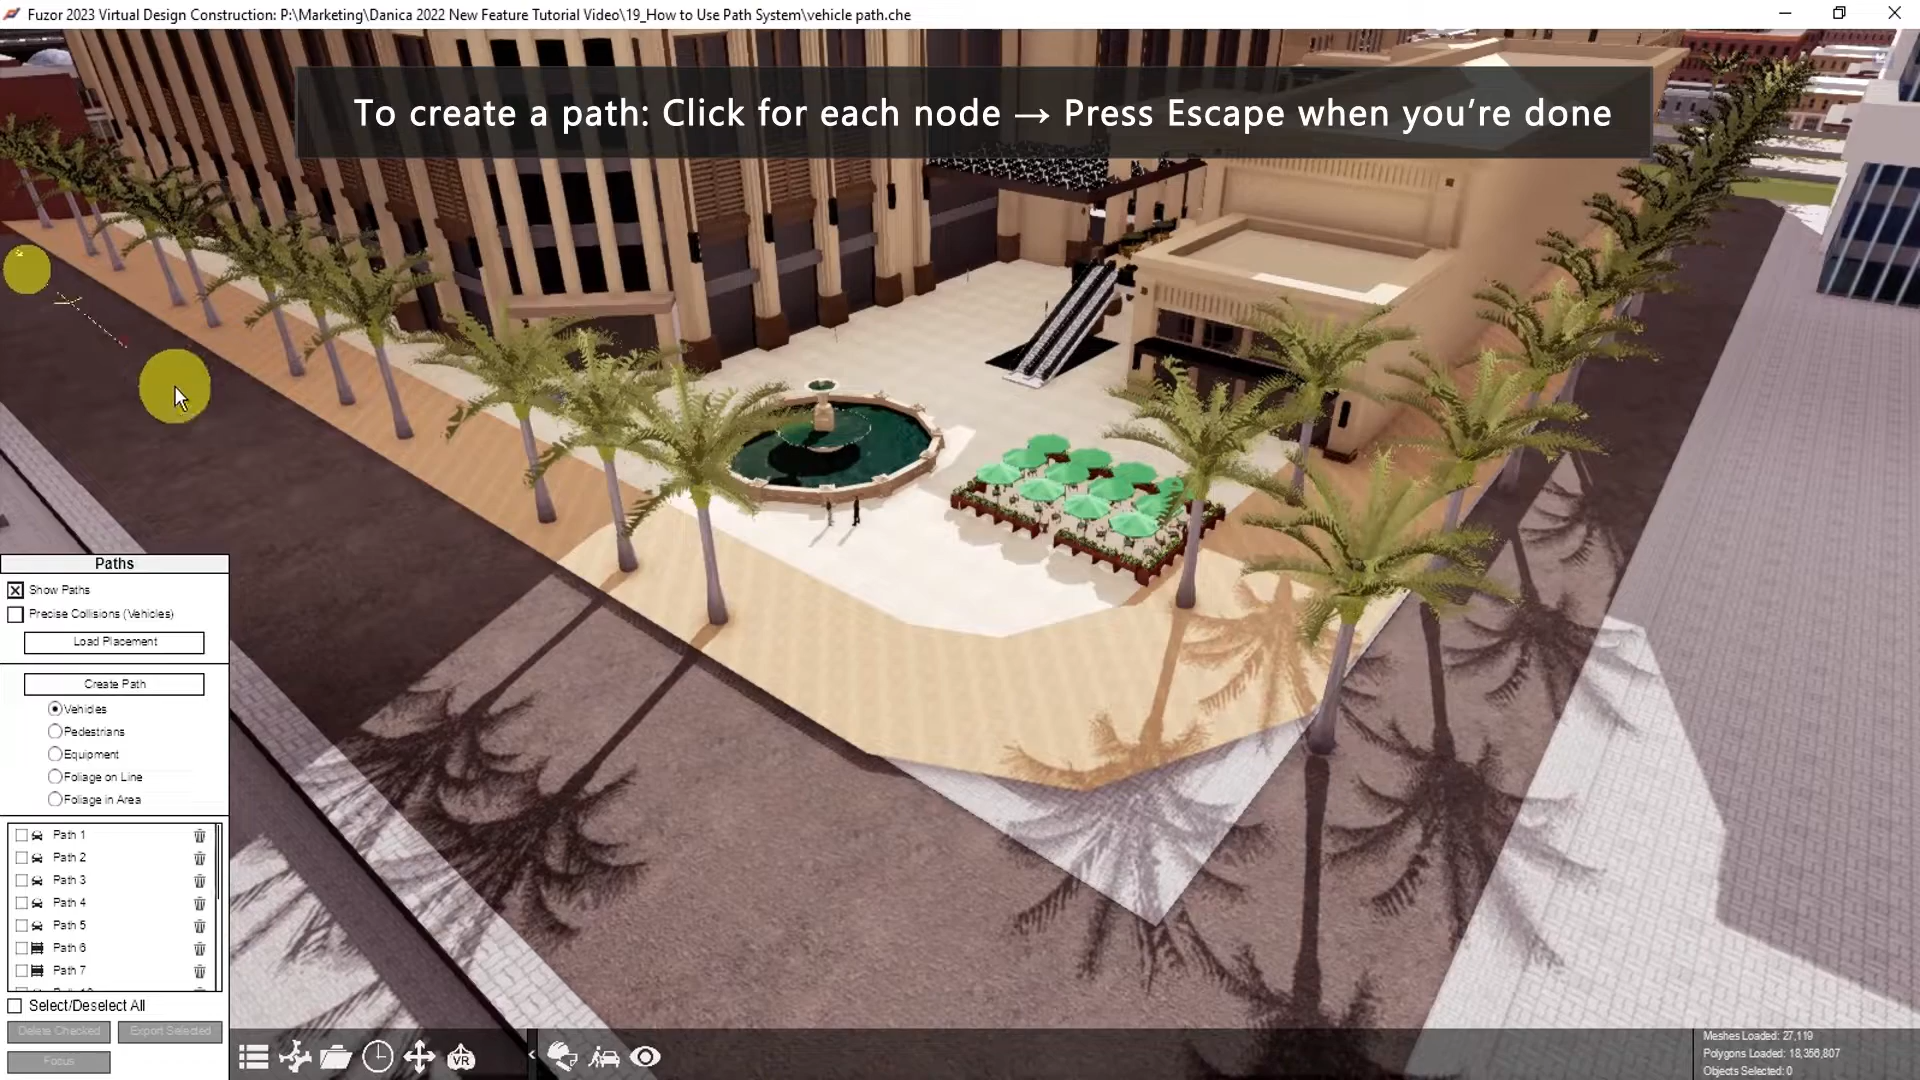 Fuzor 2023 Virtual Design Construction: P:\Marketing\Danica 2022 New Feature Tutorial Video\19_How to Use Path System\vehicle path.che
To create a path: Click for each node → Press Escape when you're done
Paths
Show Paths
Precise Collisions (Vehicles)
Load Placement
Create Path
Vehicles
Pedestrians
Equipment
Foliage on Line
Foliage in Area
Path 1
Path 2
Path 3
Path 4
Path 5
Path 6
Path 7
Select/Deselect All
Delete Checked Export Selected
Focus
VR
Meshes Loaded: 27,119
Polygons Loaded: 18,356,807
Objects Selected: 0